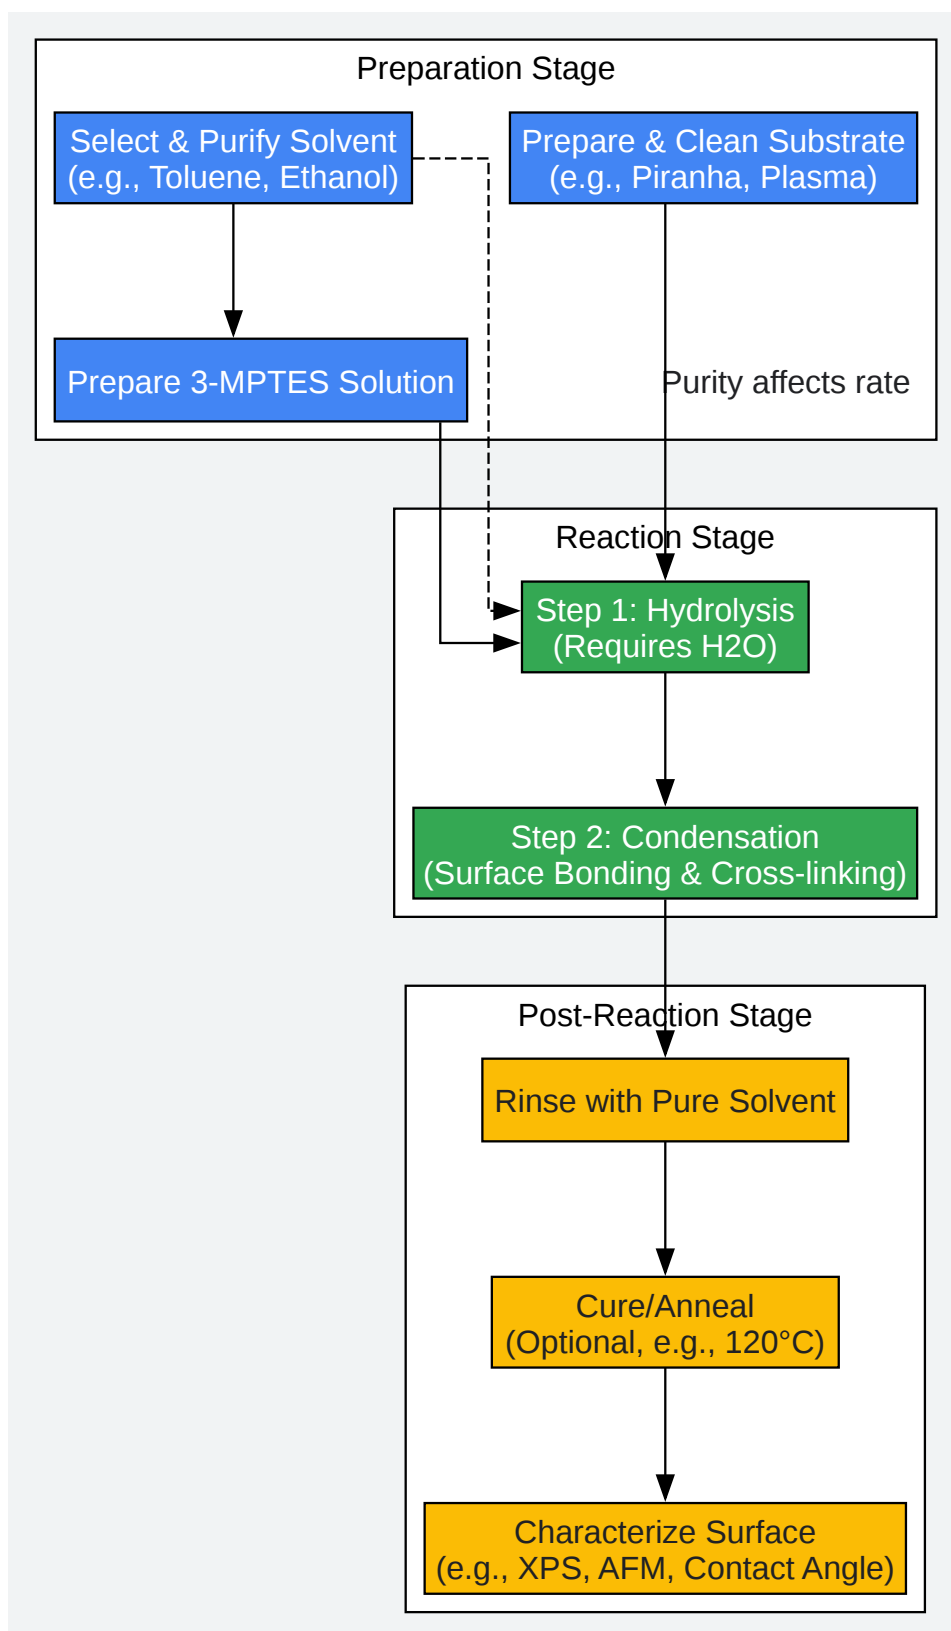 Preparation Stage
Select & Purify Solvent
(e.g., Toluene, Ethanol)
Prepare & Clean Substrate
(e.g., Piranha, Plasma)
Prepare 3-MPTES Solution
Purity affects rate
Reaction Stage
Step 1: Hydrolysis
(Requires H2O)
Step 2: Condensation
(Surface Bonding & Cross-linking)
Post-Reaction Stage
Rinse with Pure Solvent
Cure/Anneal
(Optional, e.g., 120°C)
Characterize Surface
(e.g., XPS, AFM, Contact Angle)